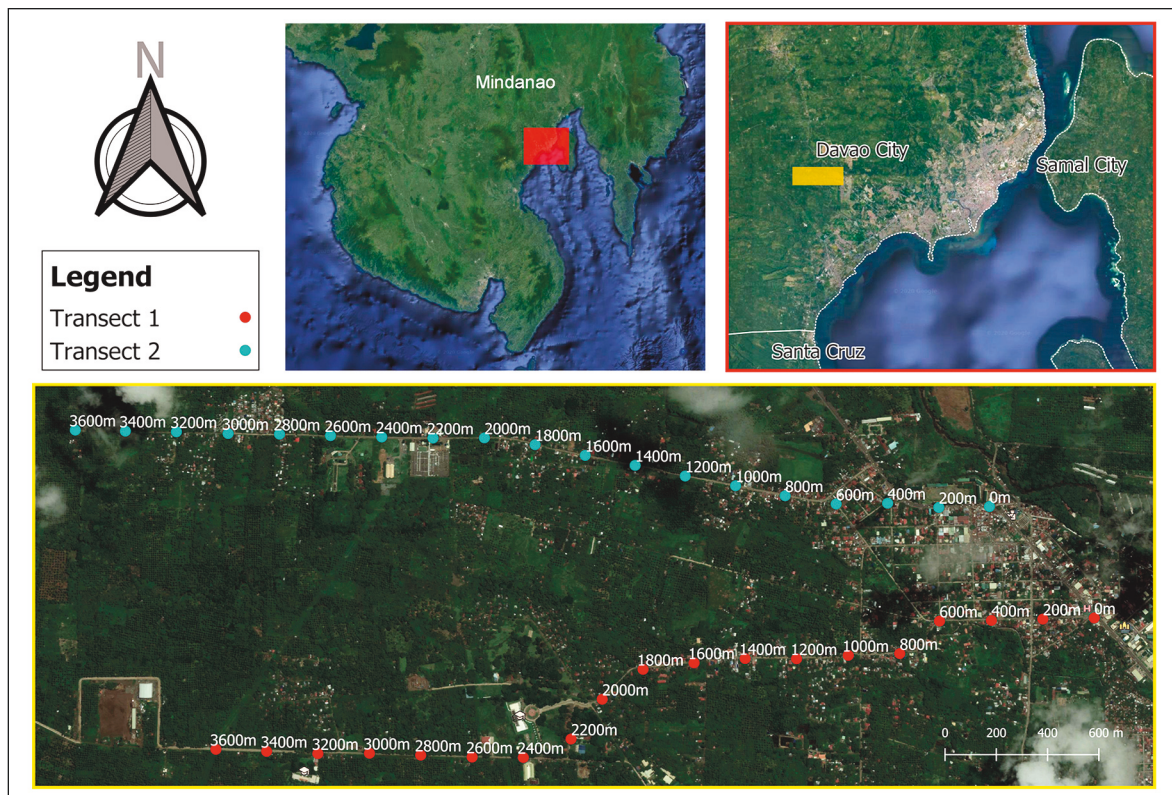 N
Legend
Transect 1
Transect 2
Mindanao
Davao City
Samal City
Santa Cruz
3600m 3400m 3200m 3000m 2800m 2600m 2400m 2200m 2000m 1800m 1600m 1400m 1200m 1000m 800m 600m 400m 200m 0m
600m 400m 200m H 0m
1800m 1600m 1400m 1200m 1000m 800m
2000m
2200m
3600m 3400m 3200m 3000m 2800m 2600m 2400m
0 200 400 600 m